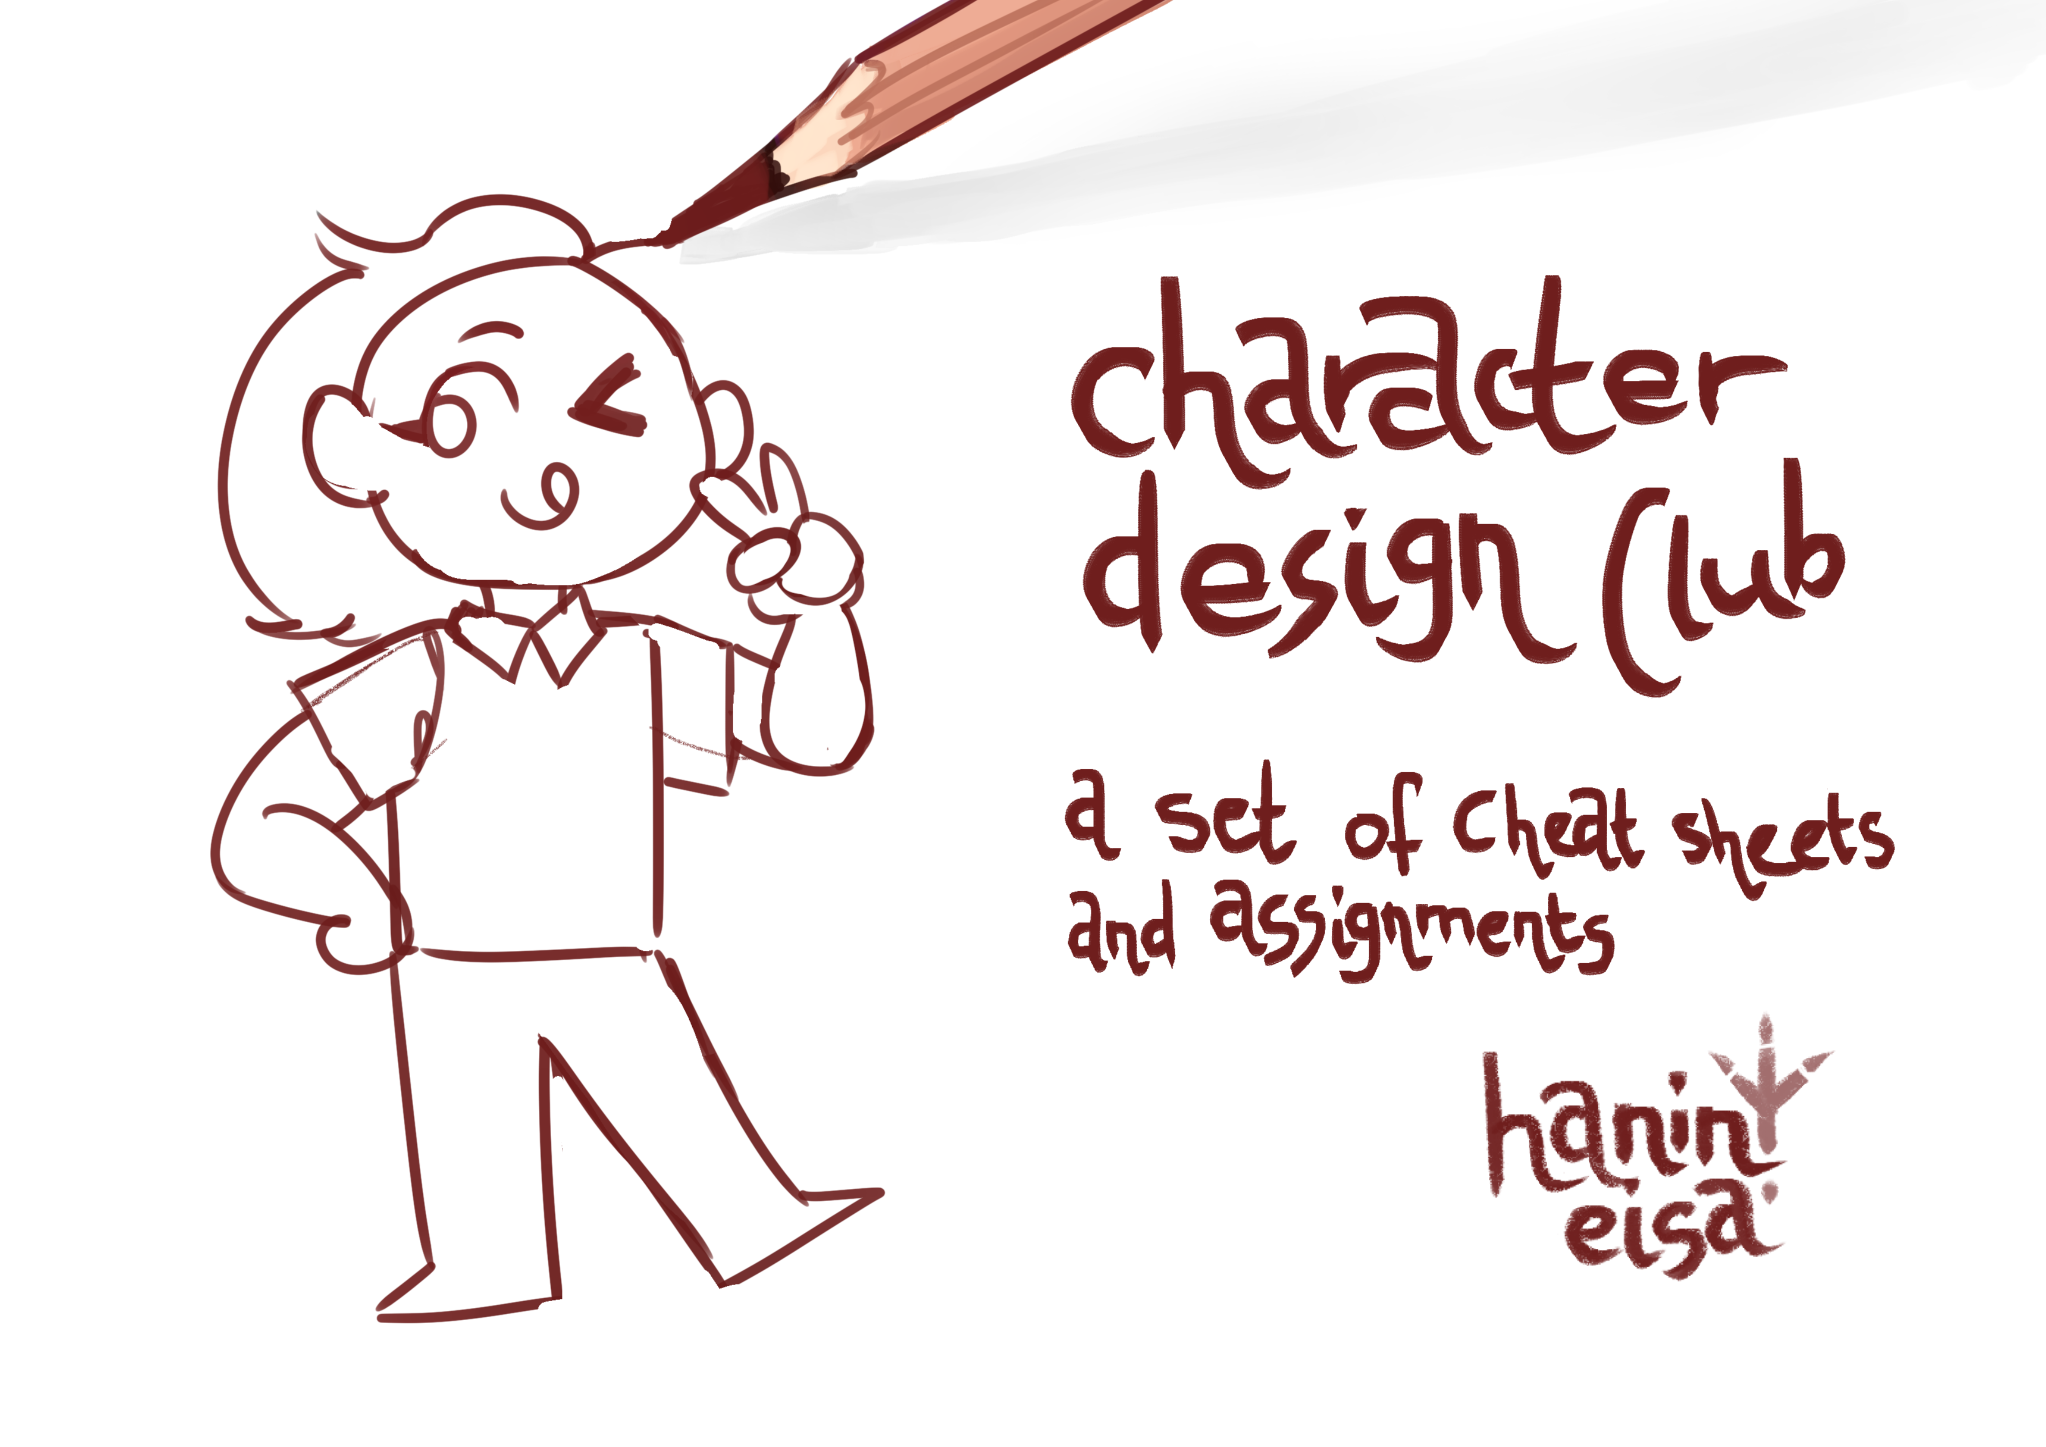 character
design Club
a set of Cheat sheets
and assignments
hanin
eisa